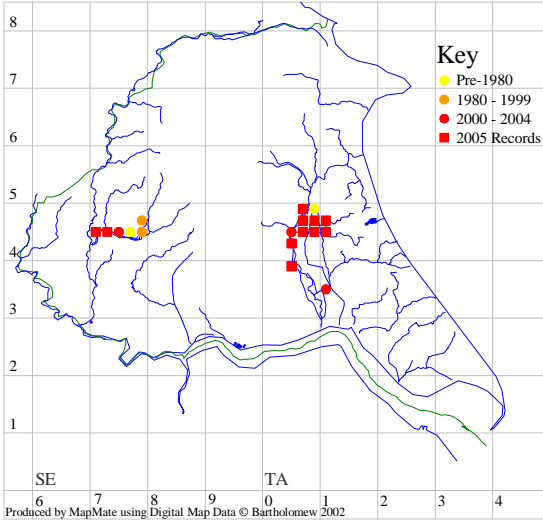 8
Key
Pre-1980
7
1980 - 1999
2000 - 2004
2005 Records
6
5
4
3
2
1
SE TA
6 7 8 9 0 1 2 3 4
Produced by MapMate using Digital Map Data © Bartholomew 2002